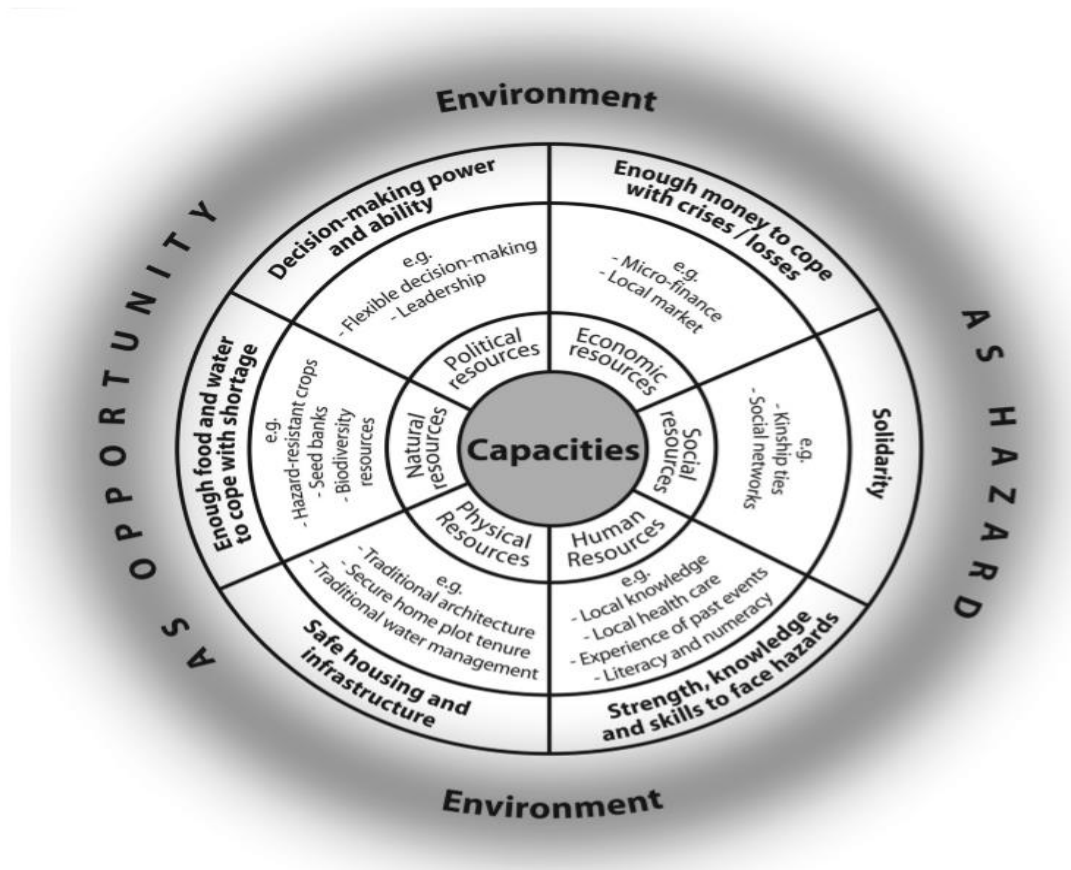 Environment
AS OPPORTUNITY
AS HAZARD
Decision-making power
and ability
e.g.
- Flexible decision-making
- Leadership
Political
resources
Enough money to cope
with crises / losses
e.g.
- Micro-finance
- Local market
Economic
resources
Solidarity
e.g.
- Kinship ties
- Social networks
Social
resources
Strength, knowledge
and skills to face hazards
e.g.
- Local knowledge
- Local health care
- Experience of past events
- Literacy and numeracy
Human
Resources
Safe housing and
infrastructure
e.g.
- Traditional architecture
- Secure home plot tenure
- Traditional water management
Physical
Resources
Enough food and water
to cope with shortage
e.g.
- Hazard-resistant crops
- Seed banks
- Biodiversity
resources
Natural
resources
Capacities
Environment